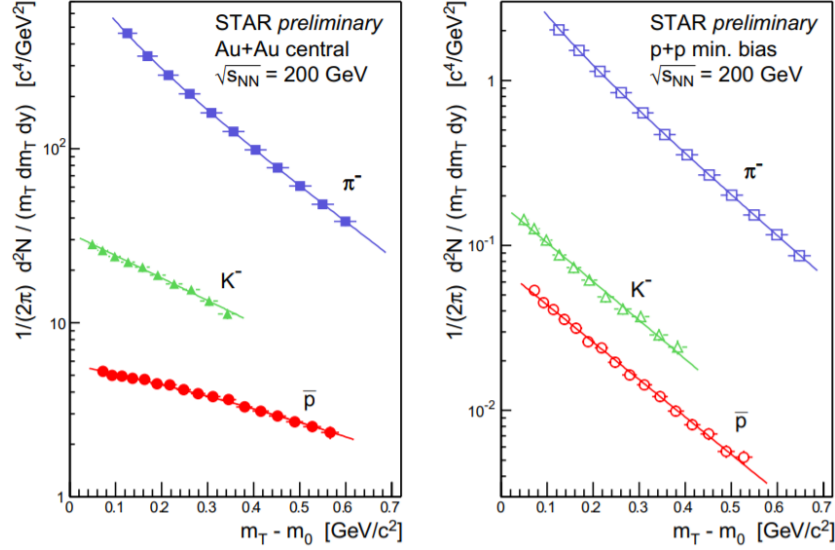 STAR preliminary
Au+Au central
√sNN = 200 GeV
1/(2π) d²N / (mT dmT dy) [c⁴/GeV²]
10²
10
1
π⁻
K⁻
p̅
0 0.1 0.2 0.3 0.4 0.5 0.6 0.7
mT - m0 [GeV/c²]
STAR preliminary
p+p min. bias
√sNN = 200 GeV
1/(2π) d²N / (mT dmT dy) [c⁴/GeV²]
1
10⁻¹
10⁻²
π⁻
K⁻
p̅
0 0.1 0.2 0.3 0.4 0.5 0.6 0.7
mT - m0 [GeV/c²]